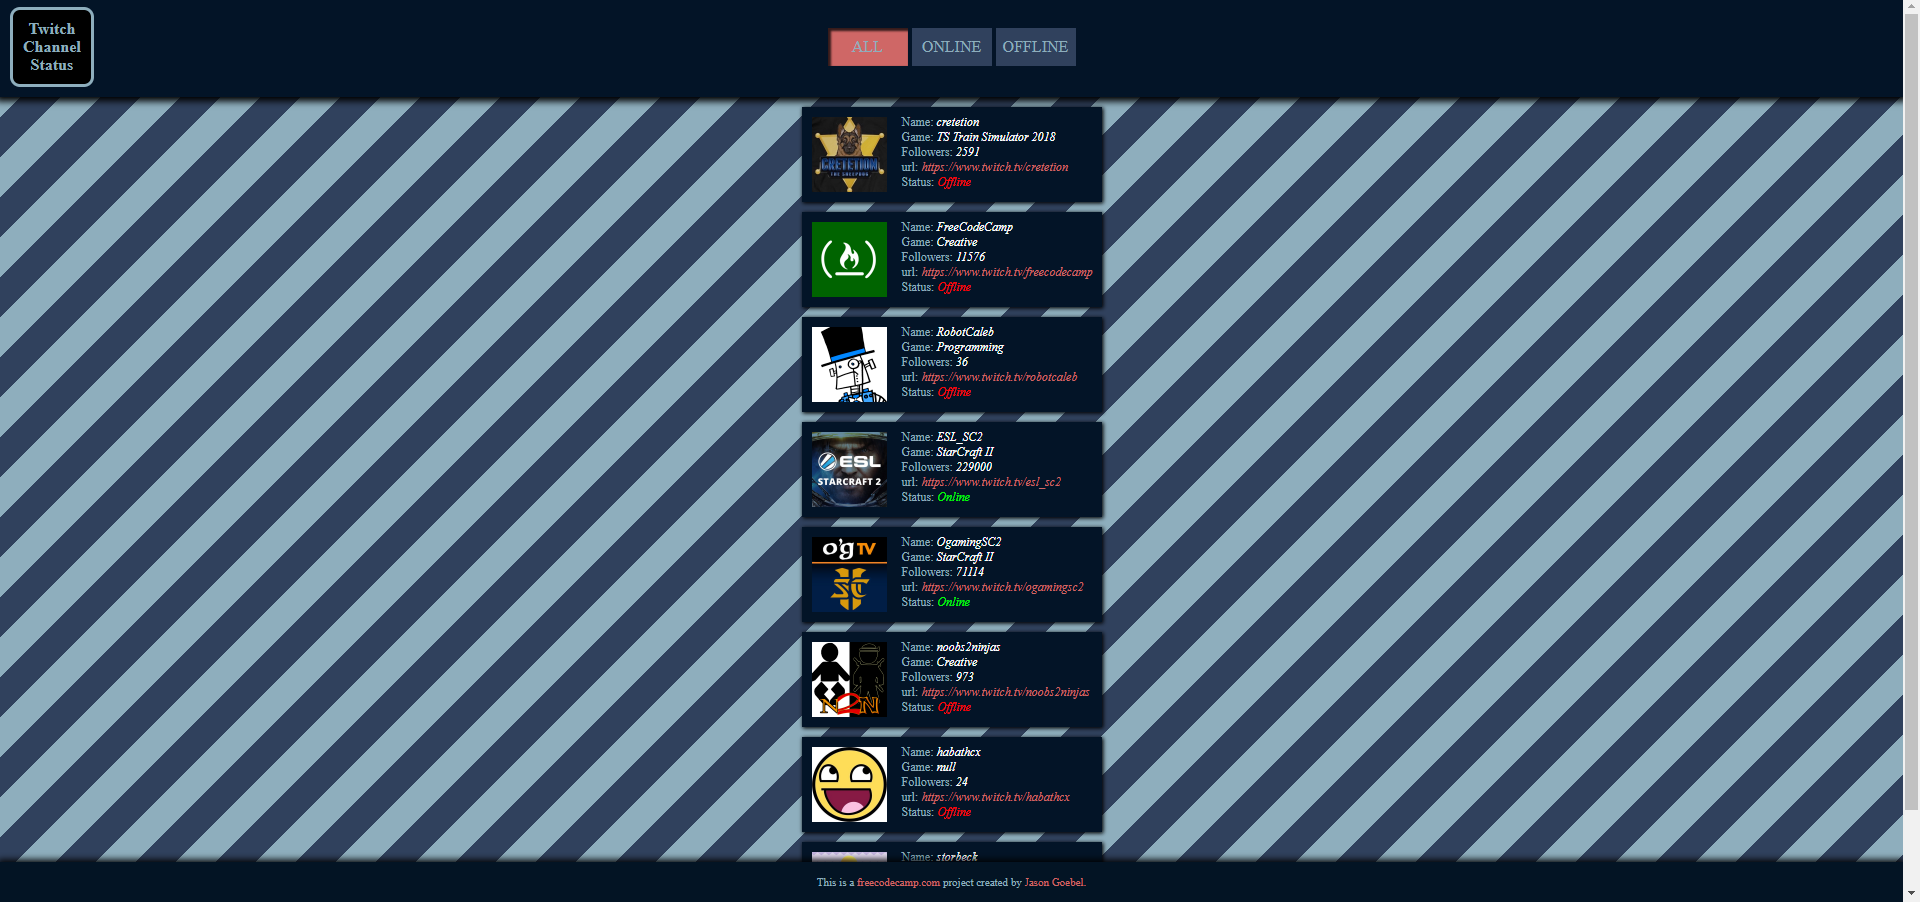 Twitch
Channel
Status
ALL
ONLINE
OFFLINE
CRETETION
THE SHEEPDOG
Name: cretetion
Game: TS Train Simulator 2018
Followers: 2591
url: https://www.twitch.tv/cretetion
Status: Offline
Name: FreeCodeCamp
Game: Creative
Followers: 11576
url: https://www.twitch.tv/freecodecamp
Status: Offline
Name: RobotCaleb
Game: Programming
Followers: 36
url: https://www.twitch.tv/robotcaleb
Status: Offline
ESL
STARCRAFT 2
Name: ESL_SC2
Game: StarCraft II
Followers: 229000
url: https://www.twitch.tv/esl_sc2
Status: Online
o'g TV
SC
Name: OgamingSC2
Game: StarCraft II
Followers: 71114
url: https://www.twitch.tv/ogamingsc2
Status: Online
N2N
Name: noobs2ninjas
Game: Creative
Followers: 973
url: https://www.twitch.tv/noobs2ninjas
Status: Offline
Name: habathcx
Game: null
Followers: 24
url: https://www.twitch.tv/habathcx
Status: Offline
Name: storbeck
This is a freecodecamp.com project created by Jason Goebel.